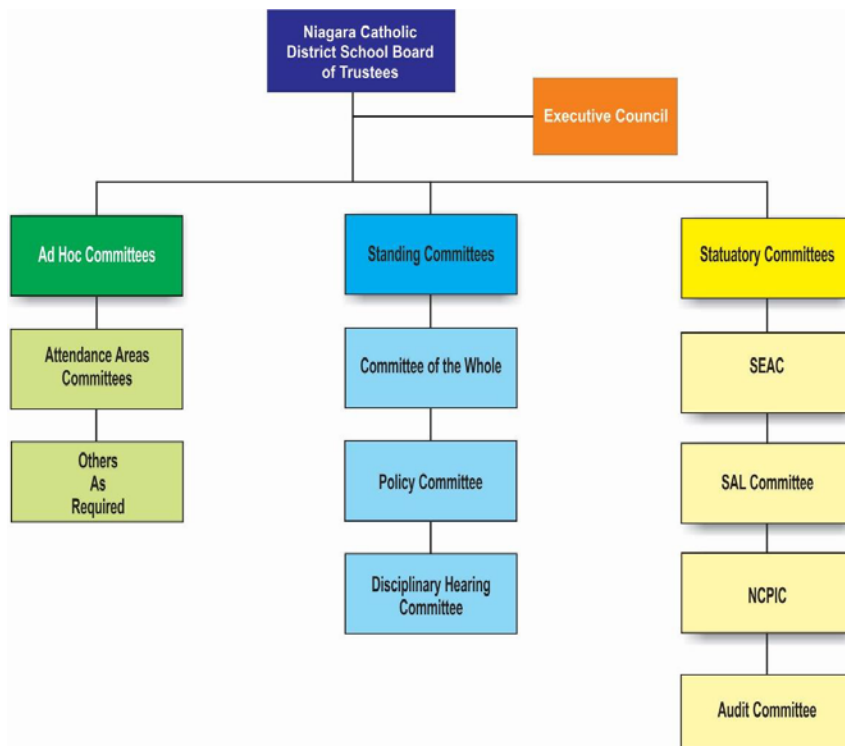 Niagara Catholic
District School Board
of Trustees
Executive Council
Ad Hoc Committees
Standing Committees
Statuatory Committees
Attendance Areas
Committees
Committee of the Whole
SEAC
Others
As
Required
Policy Committee
SAL Committee
Disciplinary Hearing
Committee
NCPIC
Audit Committee